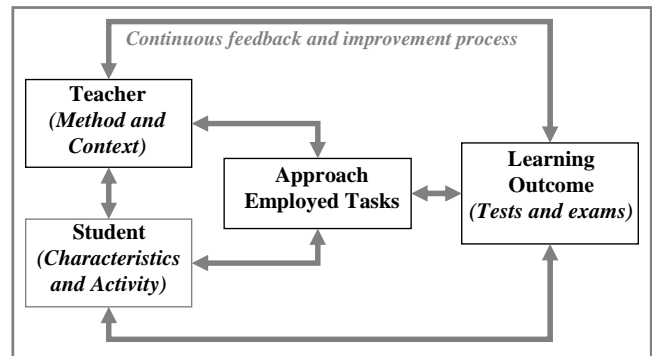 Continuous feedback and improvement process
Teacher
(Method and
Context)
Approach
Employed Tasks
Learning
Outcome
(Tests and exams)
Student
(Characteristics
and Activity)